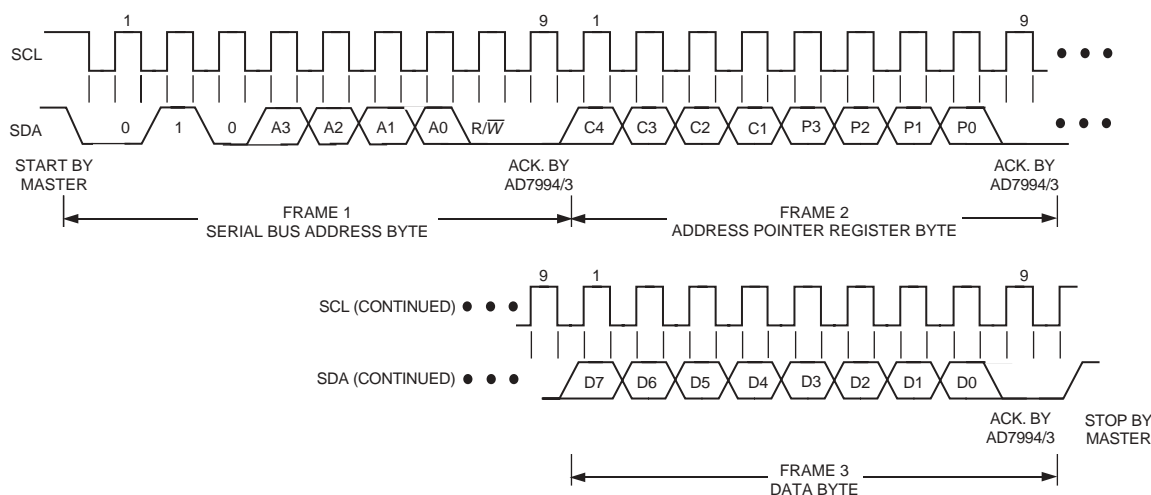 1 9 1 9
SCL
SDA 0 1 0 A3 A2 A1 A0 R/W̅ C4 C3 C2 C1 P3 P2 P1 P0
START BY
MASTER
ACK. BY
AD7994/3
ACK. BY
AD7994/3
FRAME 1
SERIAL BUS ADDRESS BYTE
FRAME 2
ADDRESS POINTER REGISTER BYTE
9 1 9
SCL (CONTINUED)
SDA (CONTINUED) D7 D6 D5 D4 D3 D2 D1 D0
ACK. BY
AD7994/3
STOP BY
MASTER
FRAME 3
DATA BYTE